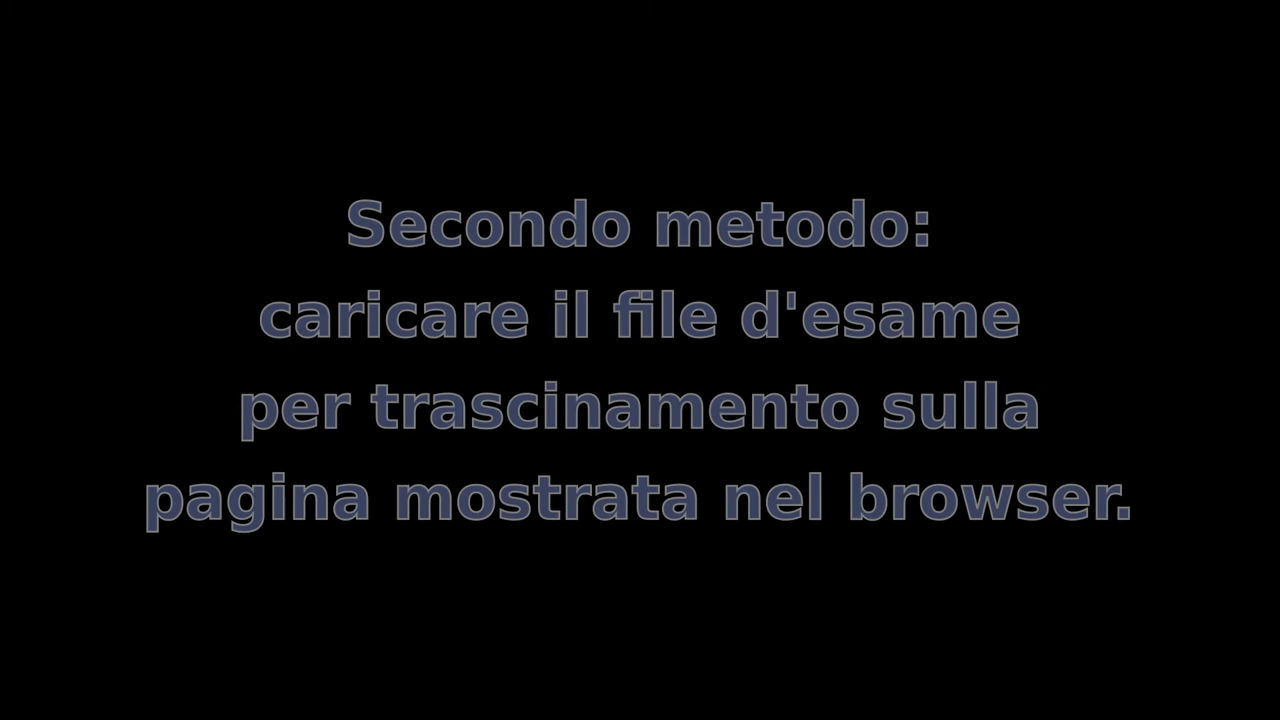 Secondo metodo:
caricare il file d'esame
per trascinamento sulla
pagina mostrata nel browser.